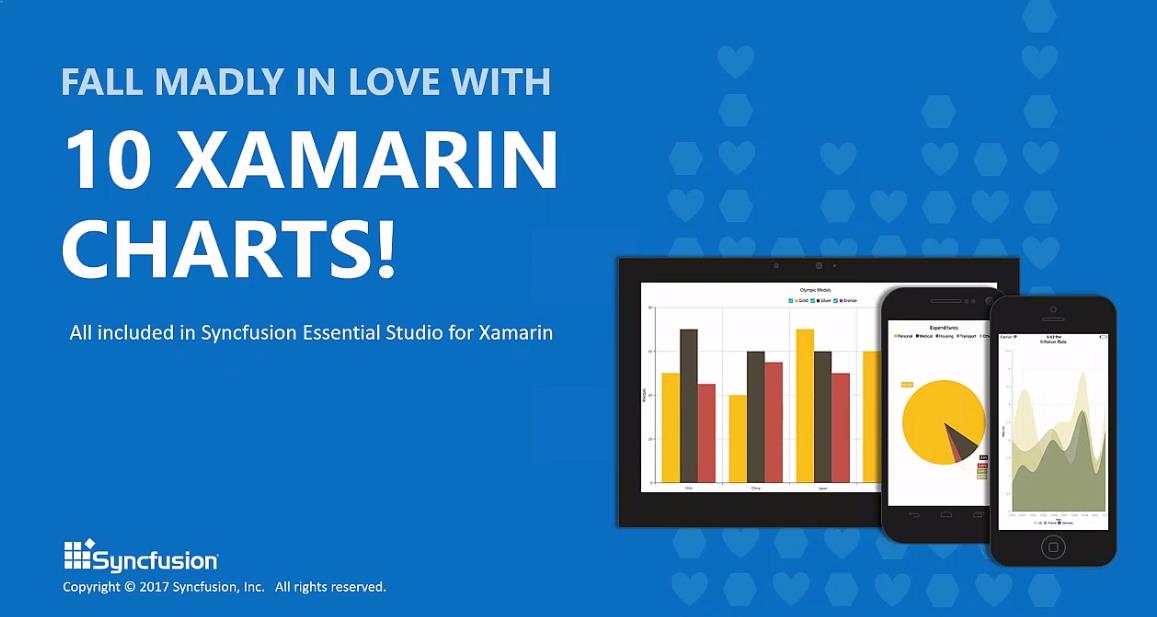 FALL MADLY IN LOVE WITH
10 XAMARIN
CHARTS!
All included in Syncfusion Essential Studio for Xamarin
Olympic Medals
Gold Silver Bronze
USA China Japan
Expenditures
Personal Medical Housing Transport
Inflation Rate
Syncfusion
Copyright © 2017 Syncfusion, Inc. All rights reserved.